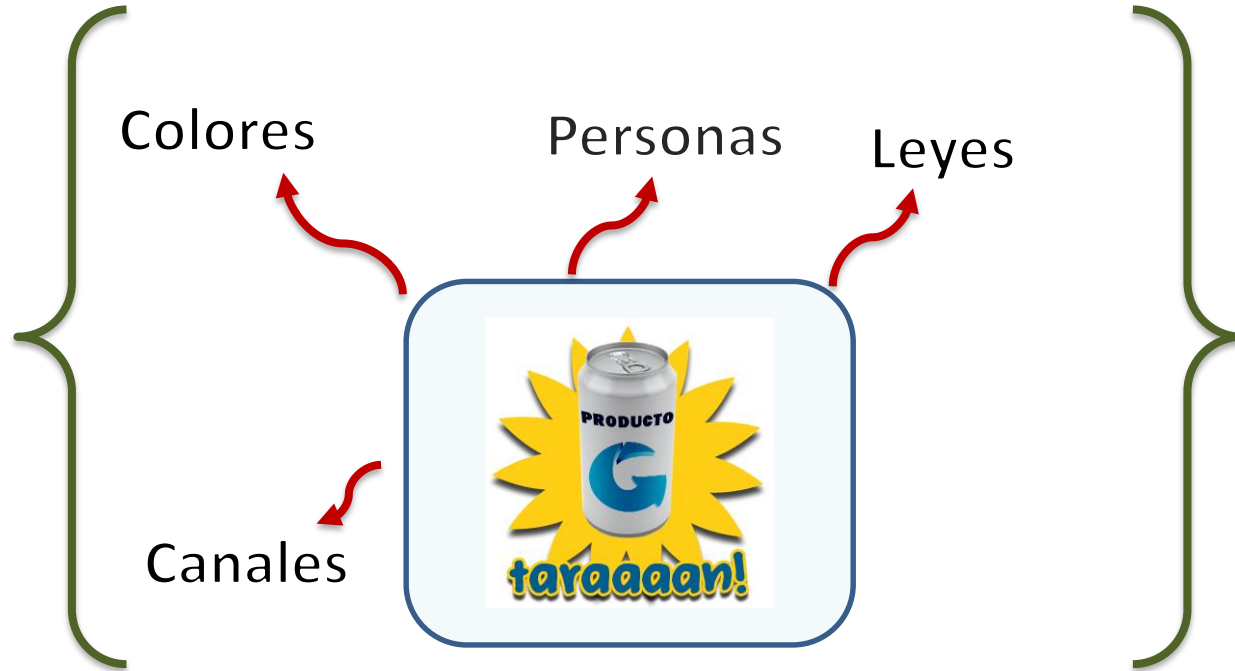 Colores
Personas
Leyes
PRODUCTO
G
taraaaan!
Canales